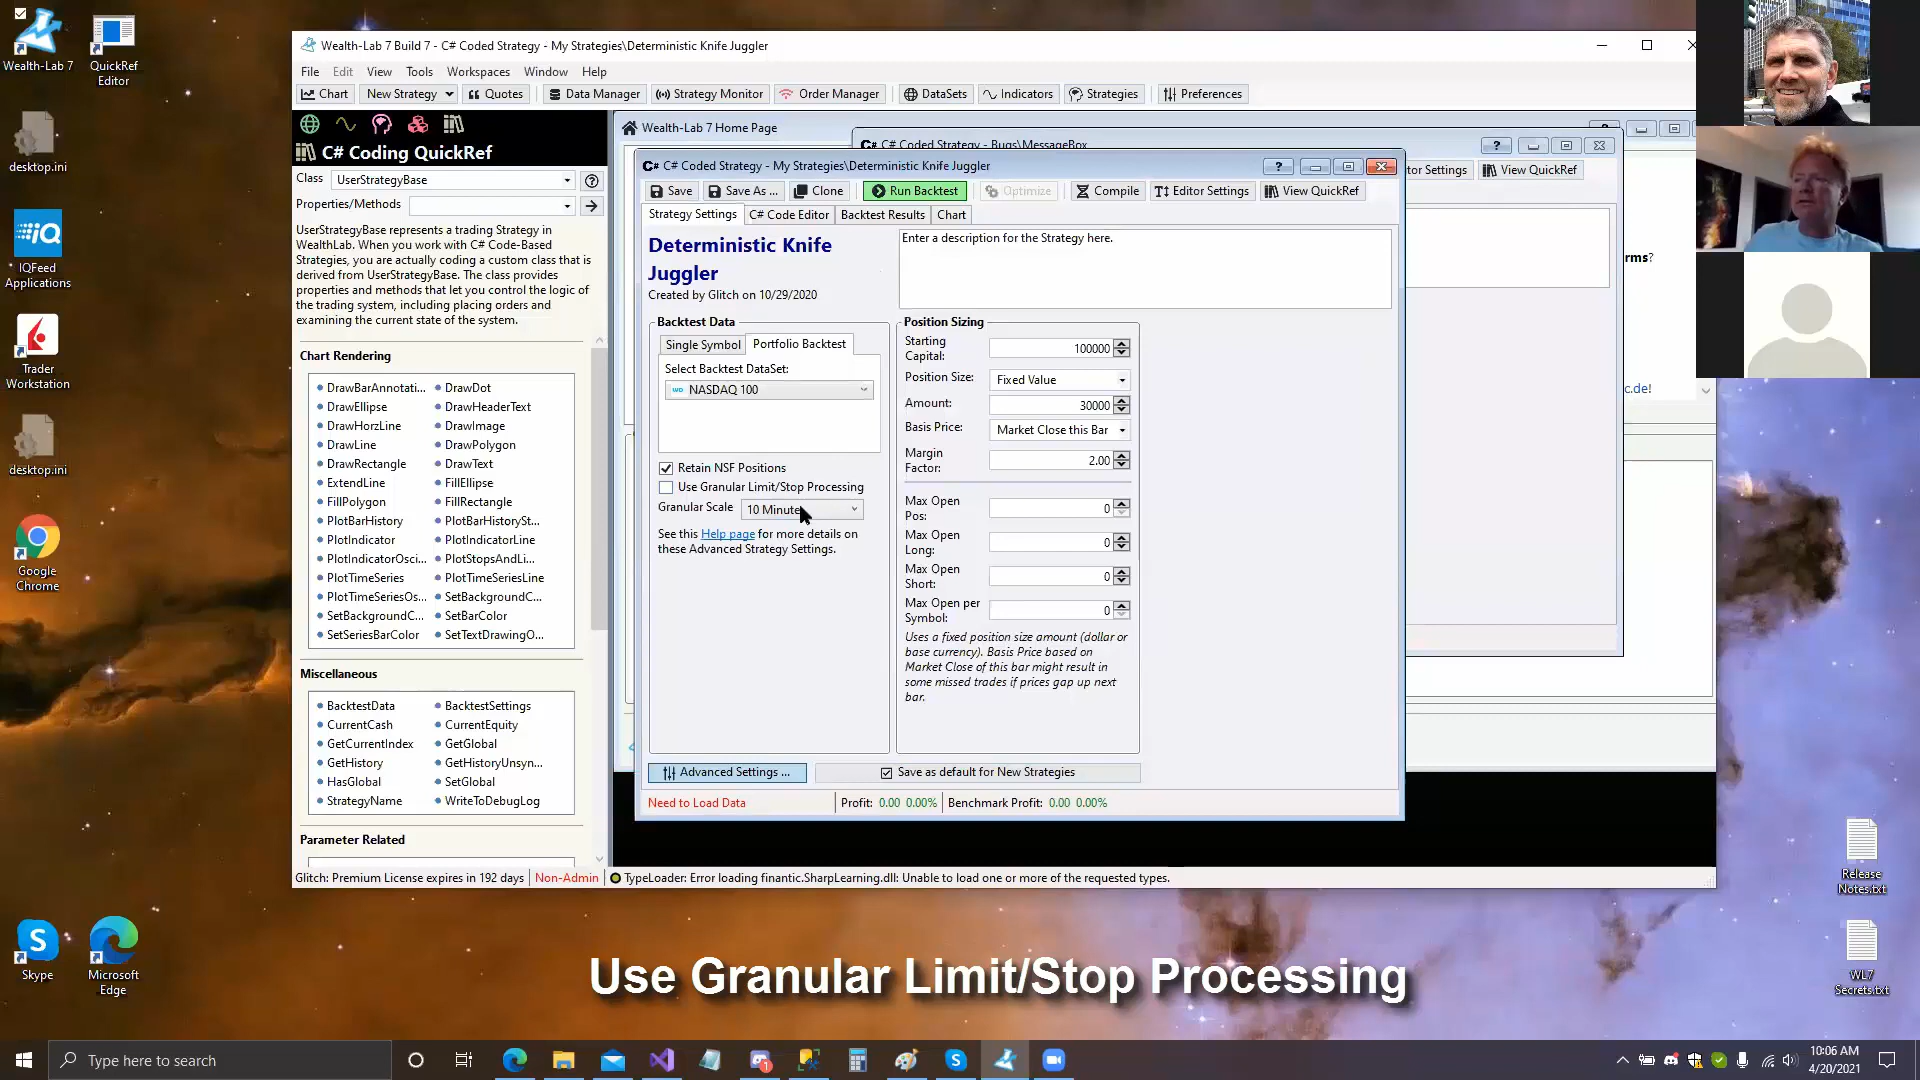 Wealth-Lab 7
QuickRef
Editor
desktop.ini
IQ
IQFeed
Applications
Trader
Workstation
desktop.ini
Google
Chrome
Skype
Microsoft
Edge
Wealth-Lab 7 Build 7 - C# Coded Strategy - My Strategies\Deterministic Knife Juggler
File Edit View Tools Workspaces Window Help
Chart New Strategy Quotes Data Manager Strategy Monitor Order Manager DataSets Indicators Strategies Preferences
C# Coding QuickRef
Class UserStrategyBase
Properties/Methods
UserStrategyBase represents a trading Strategy in
WealthLab. When you work with C# Code-Based
Strategies, you are actually coding a custom class that is
derived from UserStrategyBase. The class provides
properties and methods that let you control the logic of
the trading system, including placing orders and
examining the current state of the system.
Chart Rendering
DrawBarAnnotati... DrawDot
DrawEllipse DrawHeaderText
DrawHorzLine DrawImage
DrawLine DrawPolygon
DrawRectangle DrawText
ExtendLine FillEllipse
FillPolygon FillRectangle
PlotBarHistory PlotBarHistorySt...
PlotIndicator PlotIndicatorLine
PlotIndicatorOsci... PlotStopsAndLi...
PlotTimeSeries PlotTimeSeriesLine
PlotTimeSeriesOs... SetBackgroundC...
SetBackgroundC... SetBarColor
SetSeriesBarColor SetTextDrawingO...
Miscellaneous
BacktestData BacktestSettings
CurrentCash CurrentEquity
GetCurrentIndex GetGlobal
GetHistory GetHistoryUnsyn...
HasGlobal SetGlobal
StrategyName WriteToDebugLog
Parameter Related
Glitch: Premium License expires in 192 days Non-Admin TypeLoader: Error loading finantic.SharpLearning.dll: Unable to load one or more of the requested types.
Wealth-Lab 7 Home Page
C# C# Coded Strategy - Bugs\MessageBox
tor Settings View QuickRef
rms?
c.de!
C# C# Coded Strategy - My Strategies\Deterministic Knife Juggler
Save Save As ... Clone Run Backtest Optimize Compile Editor Settings View QuickRef
Strategy Settings C# Code Editor Backtest Results Chart
Deterministic Knife
Juggler
Created by Glitch on 10/29/2020
Enter a description for the Strategy here.
Backtest Data
Single Symbol Portfolio Backtest
Select Backtest DataSet:
WD NASDAQ 100
Retain NSF Positions
Use Granular Limit/Stop Processing
Granular Scale 10 Minute
See this Help page for more details on
these Advanced Strategy Settings.
Position Sizing
Starting
Capital: 100000
Position Size: Fixed Value
Amount: 30000
Basis Price: Market Close this Bar
Margin
Factor: 2.00
Max Open
Pos: 0
Max Open
Long: 0
Max Open
Short: 0
Max Open per
Symbol: 0
Uses a fixed position size amount (dollar or
base currency). Basis Price based on
Market Close of this bar might result in
some missed trades if prices gap up next
bar.
Advanced Settings ... Save as default for New Strategies
Need to Load Data Profit: 0.00 0.00% Benchmark Profit: 0.00 0.00%
Release
Notes.txt
WL7
Secrets.txt
Use Granular Limit/Stop Processing
Type here to search
10:06 AM
4/20/2021